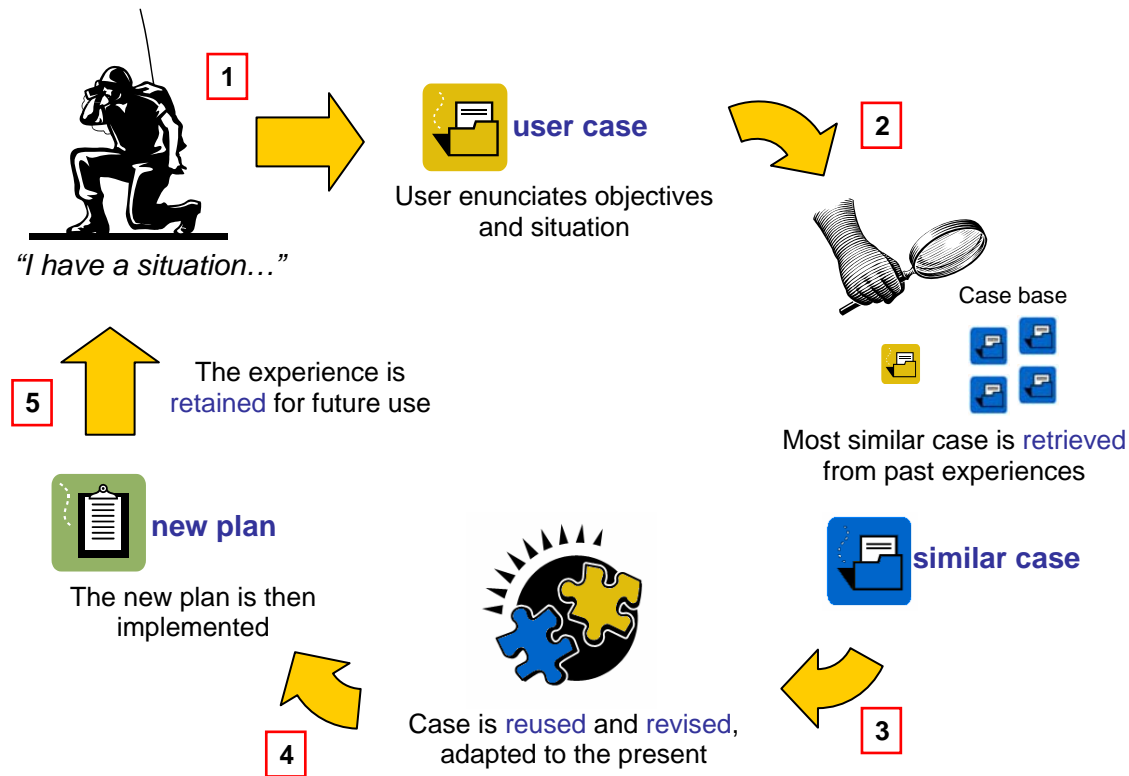 1
user case
User enunciates objectives
and situation
2
“I have a situation…”
Case base
Most similar case is retrieved
from past experiences
similar case
3
Case is reused and revised,
adapted to the present
4
new plan
The new plan is then
implemented
5
The experience is
retained for future use